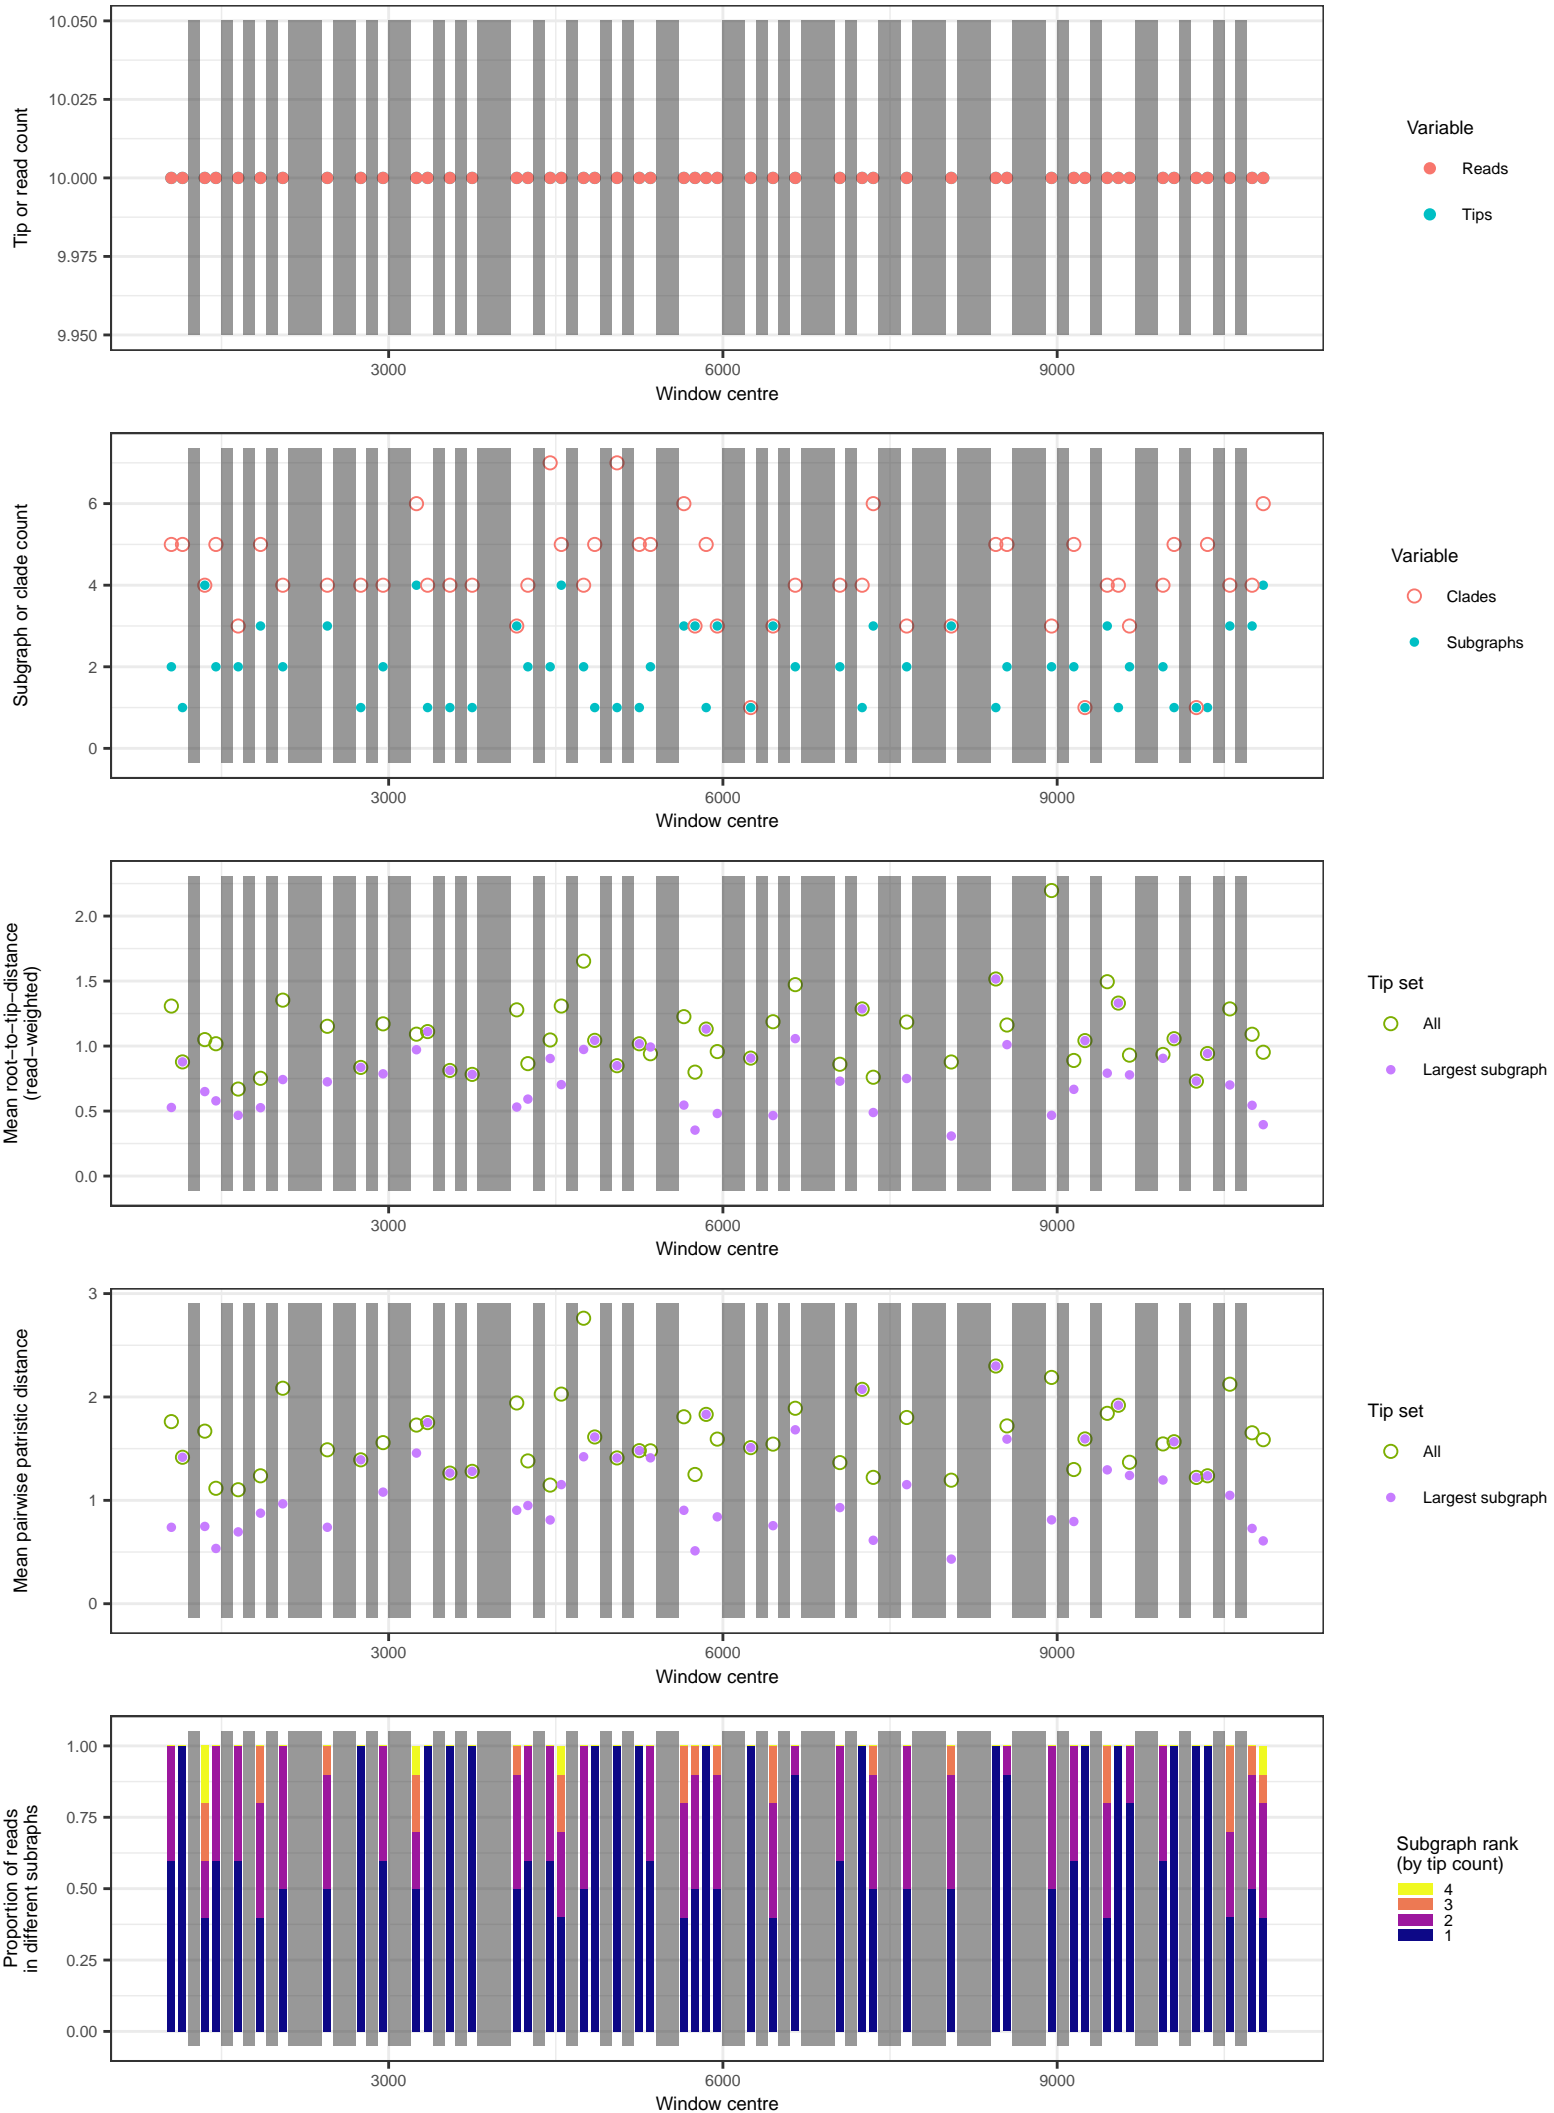 10.050
10.025
10.000
9.975
9.950
Tip or read count
3000
6000
9000
Window centre
Variable
Reads
Tips
6
4
2
0
Subgraph or clade count
3000
6000
9000
Window centre
Variable
Clades
Subgraphs
2.0
1.5
1.0
0.5
0.0
Mean root−to−tip−distance
(read−weighted)
3000
6000
9000
Window centre
Tip set
All
Largest subgraph
3
2
1
0
Mean pairwise patristic distance
3000
6000
9000
Window centre
Tip set
All
Largest subgraph
1.00
0.75
0.50
0.25
0.00
Proportion of reads
in different subraphs
3000
6000
9000
Window centre
Subgraph rank
(by tip count)
4
3
2
1